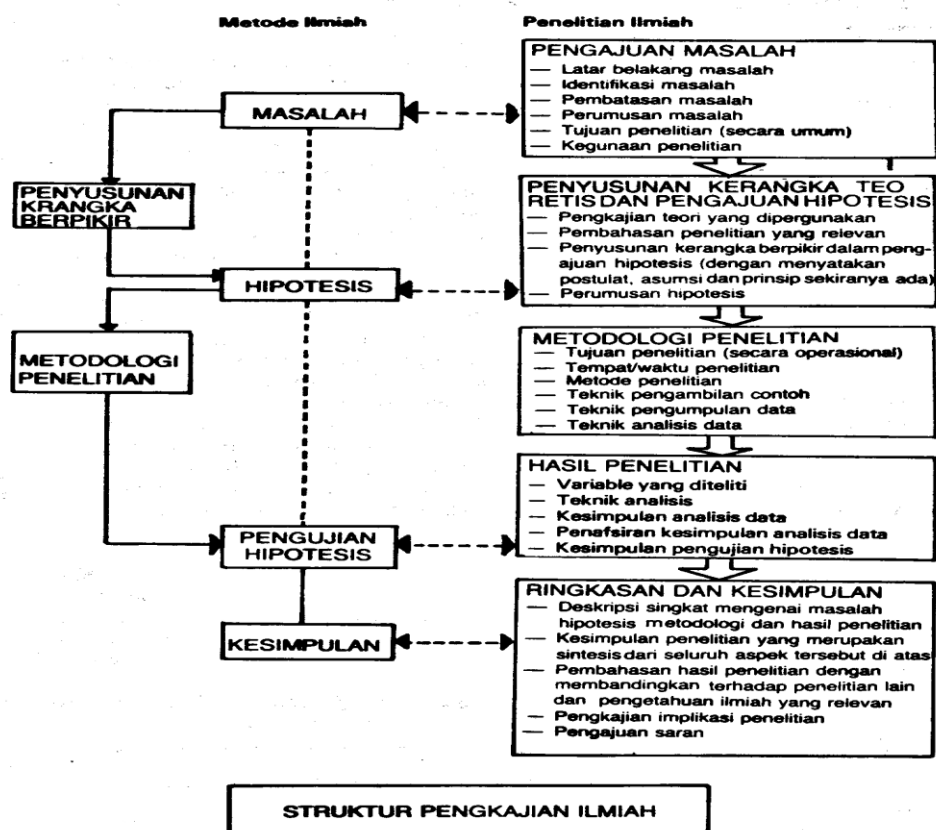 Metode Ilmiah
MASALAH
PENYUSUNAN
KRANGKA
BERPIKIR
HIPOTESIS
METODOLOGI
PENELITIAN
PENGUJIAN
HIPOTESIS
KESIMPULAN
Penelitian Ilmiah
PENGAJUAN MASALAH
— Latar belakang masalah
— Identifikasi masalah
— Pembatasan masalah
— Perumusan masalah
— Tujuan penelitian (secara umum)
— Kegunaan penelitian
PENYUSUNAN KERANGKA TEO
RETIS DAN PENGAJUAN HIPOTESIS
— Pengkajian teori yang dipergunakan
— Pembahasan penelitian yang relevan
— Penyusunan kerangka berpikir dalam peng-
ajuan hipotesis (dengan menyatakan
postulat, asumsi dan prinsip sekiranya ada)
— Perumusan hipotesis
METODOLOGI PENELITIAN
— Tujuan penelitian (secara operasional)
— Tempat/waktu penelitian
— Metode penelitian
— Teknik pengambilan contoh
— Teknik pengumpulan data
— Teknik analisis data
HASIL PENELITIAN
— Variable yang diteliti
— Teknik analisis
— Kesimpulan analisis data
— Penafsiran kesimpulan analisis data
— Kesimpulan pengujian hipotesis
RINGKASAN DAN KESIMPULAN
— Deskripsi singkat mengenai masalah
hipotesis metodologi dan hasil penelitian
— Kesimpulan penelitian yang merupakan
sintesis dari seluruh aspek tersebut di atas
— Pembahasan hasil penelitian dengan
membandingkan terhadap penelitian lain
dan pengetahuan ilmiah yang relevan
— Pengkajian implikasi penelitian
— Pengajuan saran
STRUKTUR PENGKAJIAN ILMIAH